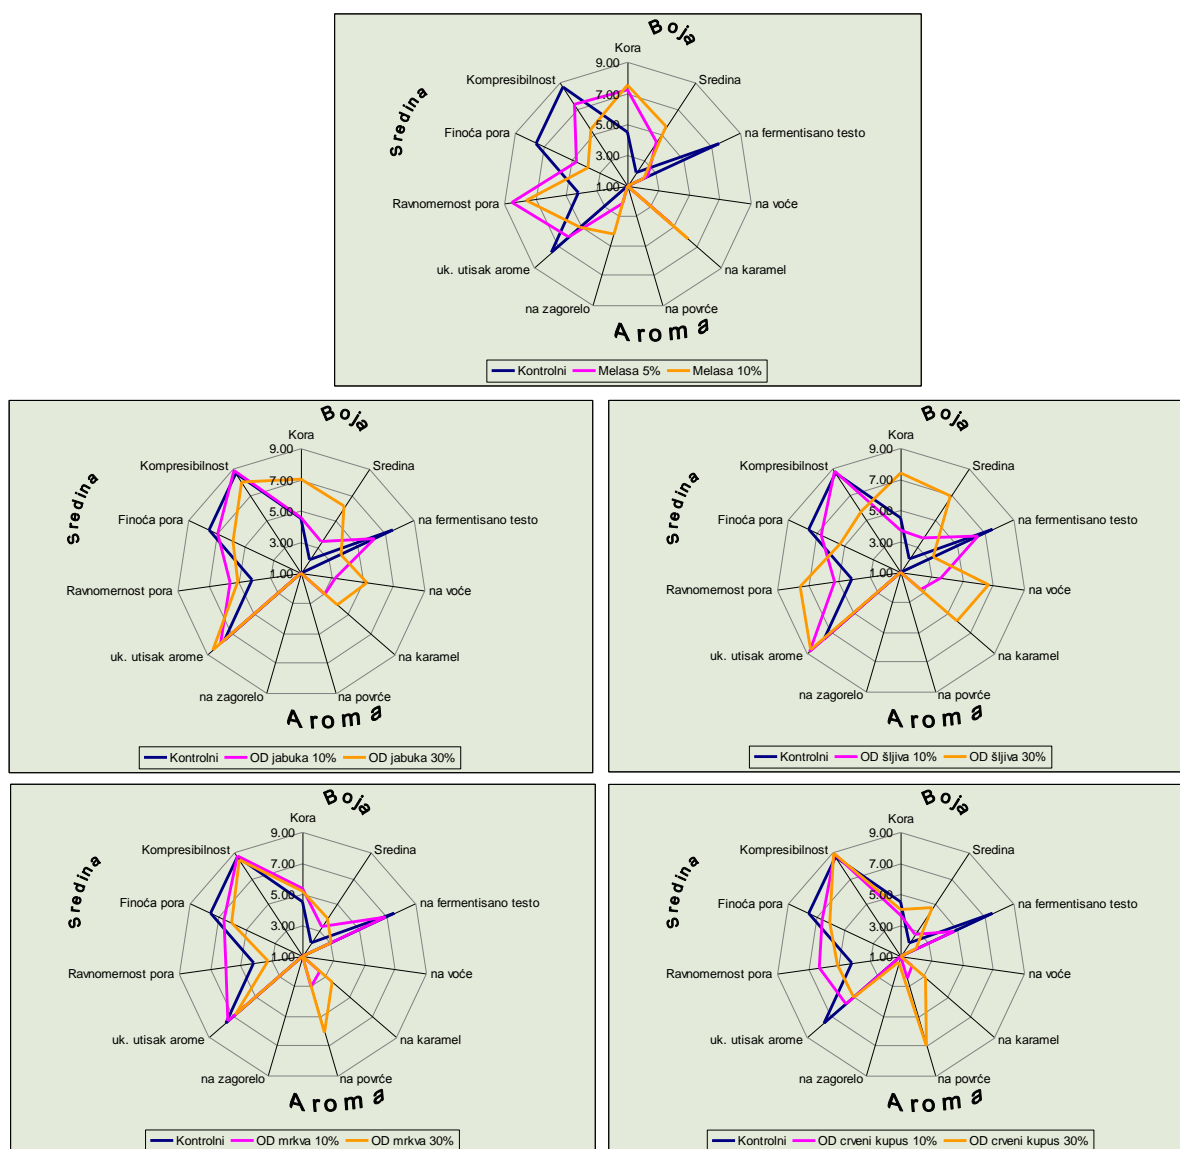 Boja
Kora
9.00
Sredina
Kompresibilnost
7.00
Sredina
na fermentisano testo
Finoća pora
5.00
3.00
Ravnomernost pora
1.00
na voće
uk. utisak arome
na karamel
na zagorelo
na povrće
Aroma
Kontrolni Melasa 5% Melasa 10%
Boja
Kora
9.00
Sredina
Kompresibilnost
7.00
Sredina
na fermentisano testo
Finoća pora
5.00
3.00
Ravnomernost pora
1.00
na voće
uk. utisak arome
na karamel
na zagorelo
na povrće
Aroma
Kontrolni OD jabuka 10% OD jabuka 30%
Boja
Kora
9.00
Sredina
Kompresibilnost
7.00
Sredina
na fermentisano testo
Finoća pora
5.00
3.00
Ravnomernost pora
1.00
na voće
uk. utisak arome
na karamel
na zagorelo
na povrće
Aroma
Kontrolni OD šljiva 10% OD šljiva 30%
Boja
Kora
9.00
Sredina
Kompresibilnost
7.00
Sredina
na fermentisano testo
Finoća pora
5.00
3.00
Ravnomernost pora
1.00
na voće
uk. utisak arome
na karamel
na zagorelo
na povrće
Aroma
Kontrolni OD mrkva 10% OD mrkva 30%
Boja
Kora
9.00
Sredina
Kompresibilnost
7.00
Sredina
na fermentisano testo
Finoća pora
5.00
3.00
Ravnomernost pora
1.00
na voće
uk. utisak arome
na karamel
na zagorelo
na povrće
Aroma
Kontrolni OD crveni kupus 10% OD crveni kupus 30%